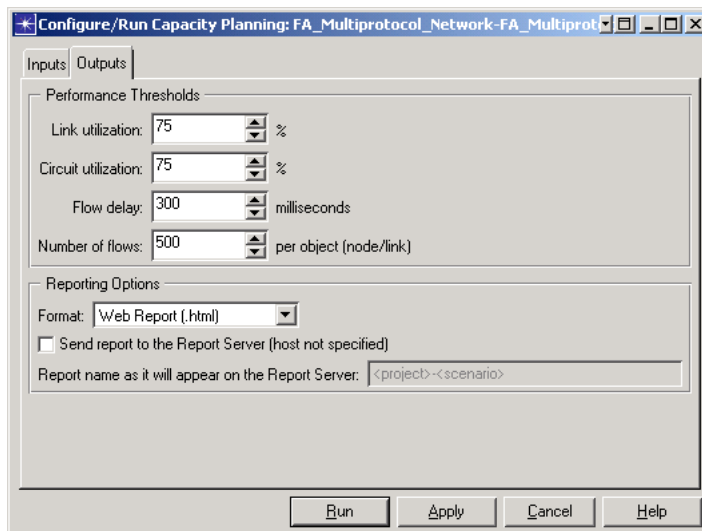 Configure/Run Capacity Planning: FA_Multiprotocol_Network-FA_Multiprot
Inputs Outputs
Performance Thresholds
Link utilization: 75 %
Circuit utilization: 75 %
Flow delay: 300 milliseconds
Number of flows: 500 per object (node/link)
Reporting Options
Format: Web Report (.html)
Send report to the Report Server (host not specified)
Report name as it will appear on the Report Server: <project>-<scenario>
Run Apply Cancel Help